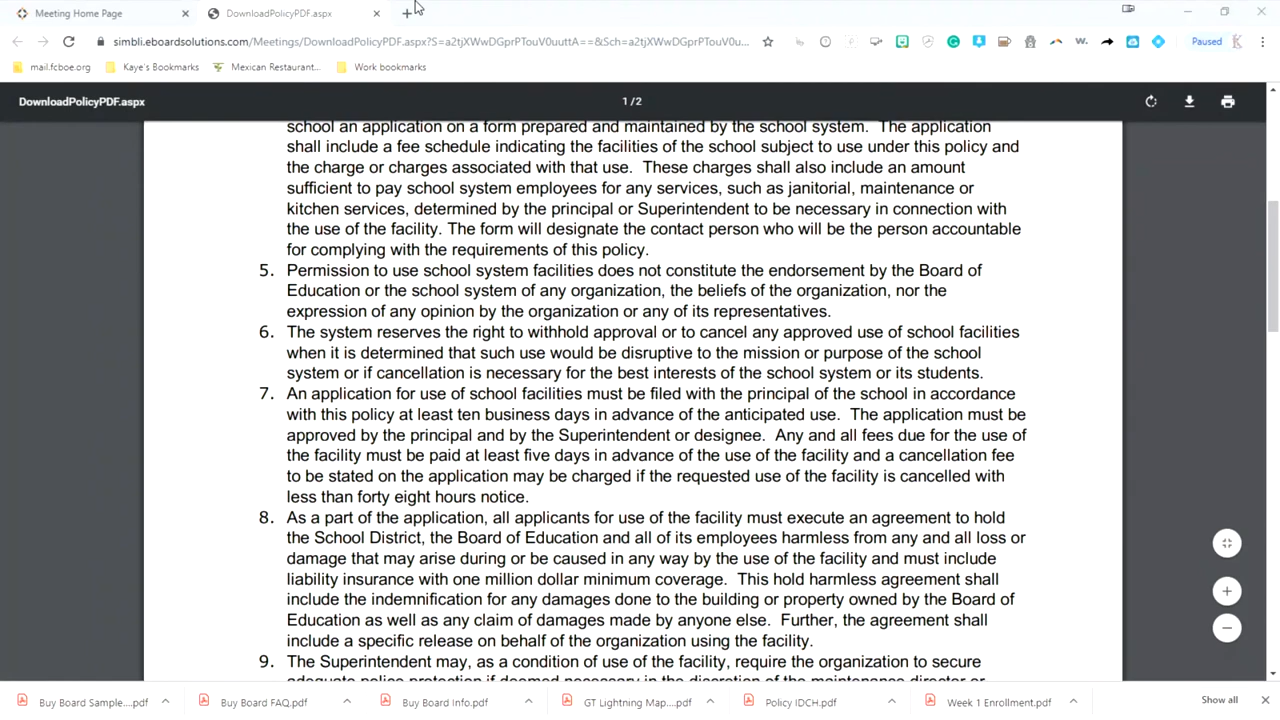 Meeting Home Page
DownloadPolicyPDF.aspx
simbli.eboardsolutions.com/Meetings/DownloadPolicyPDF.aspx?S=a2tjXWwDGprPTouV0uuttA==&Sch=a2tjXWwDGprPTouV0u...
Paused
mail.fcboe.org
Kaye's Bookmarks
Mexican Restaurant...
Work bookmarks
DownloadPolicyPDF.aspx
1 / 2
school an application on a form prepared and maintained by the school system. The application
shall include a fee schedule indicating the facilities of the school subject to use under this policy and
the charge or charges associated with that use. These charges shall also include an amount
sufficient to pay school system employees for any services, such as janitorial, maintenance or
kitchen services, determined by the principal or Superintendent to be necessary in connection with
the use of the facility. The form will designate the contact person who will be the person accountable
for complying with the requirements of this policy.
5. Permission to use school system facilities does not constitute the endorsement by the Board of
Education or the school system of any organization, the beliefs of the organization, nor the
expression of any opinion by the organization or any of its representatives.
6. The system reserves the right to withhold approval or to cancel any approved use of school facilities
when it is determined that such use would be disruptive to the mission or purpose of the school
system or if cancellation is necessary for the best interests of the school system or its students.
7. An application for use of school facilities must be filed with the principal of the school in accordance
with this policy at least ten business days in advance of the anticipated use. The application must be
approved by the principal and by the Superintendent or designee. Any and all fees due for the use of
the facility must be paid at least five days in advance of the use of the facility and a cancellation fee
to be stated on the application may be charged if the requested use of the facility is cancelled with
less than forty eight hours notice.
8. As a part of the application, all applicants for use of the facility must execute an agreement to hold
the School District, the Board of Education and all of its employees harmless from any and all loss or
damage that may arise during or be caused in any way by the use of the facility and must include
liability insurance with one million dollar minimum coverage. This hold harmless agreement shall
include the indemnification for any damages done to the building or property owned by the Board of
Education as well as any claim of damages made by anyone else. Further, the agreement shall
include a specific release on behalf of the organization using the facility.
9. The Superintendent may, as a condition of use of the facility, require the organization to secure
adequate police protection if deemed necessary in the discretion of the maintenance director or
Buy Board Sample....pdf
Buy Board FAQ.pdf
Buy Board Info.pdf
GT Lightning Map....pdf
Policy IDCH.pdf
Week 1 Enrollment.pdf
Show all